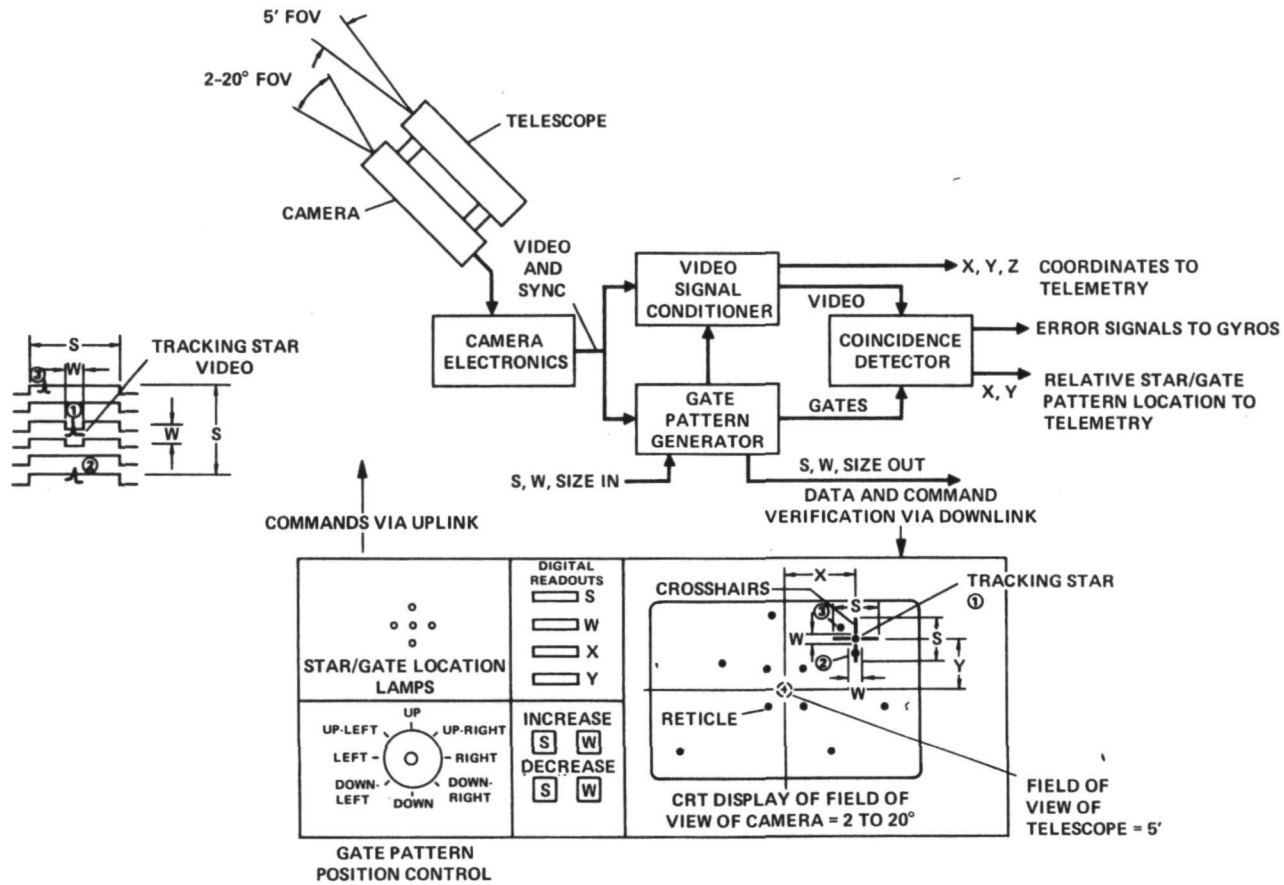 5' FOV
2-20° FOV
TELESCOPE
CAMERA
VIDEO
AND
SYNC
CAMERA
ELECTRONICS
VIDEO
SIGNAL
CONDITIONER
X, Y, Z
COORDINATES TO
TELEMETRY
VIDEO
COINCIDENCE
DETECTOR
ERROR SIGNALS TO GYROS
X, Y
RELATIVE STAR/GATE
PATTERN LOCATION TO
TELEMETRY
GATE
PATTERN
GENERATOR
GATES
S, W, SIZE IN
S, W, SIZE OUT
S
W
TRACKING STAR
VIDEO
③
①
W
S
②
COMMANDS VIA UPLINK
DATA AND COMMAND
VERIFICATION VIA DOWNLINK
STAR/GATE LOCATION
LAMPS
DIGITAL
READOUTS
S
W
X
Y
UP
UP-LEFT
UP-RIGHT
LEFT
RIGHT
DOWN-
LEFT
DOWN
DOWN-
RIGHT
INCREASE
S W
DECREASE
S W
X
CROSSHAIRS
S
TRACKING STAR
①
③
W
S
Y
②
W
RETICLE
CRT DISPLAY OF FIELD OF
VIEW OF CAMERA = 2 TO 20°
FIELD OF
VIEW OF
TELESCOPE = 5'
GATE PATTERN
POSITION CONTROL